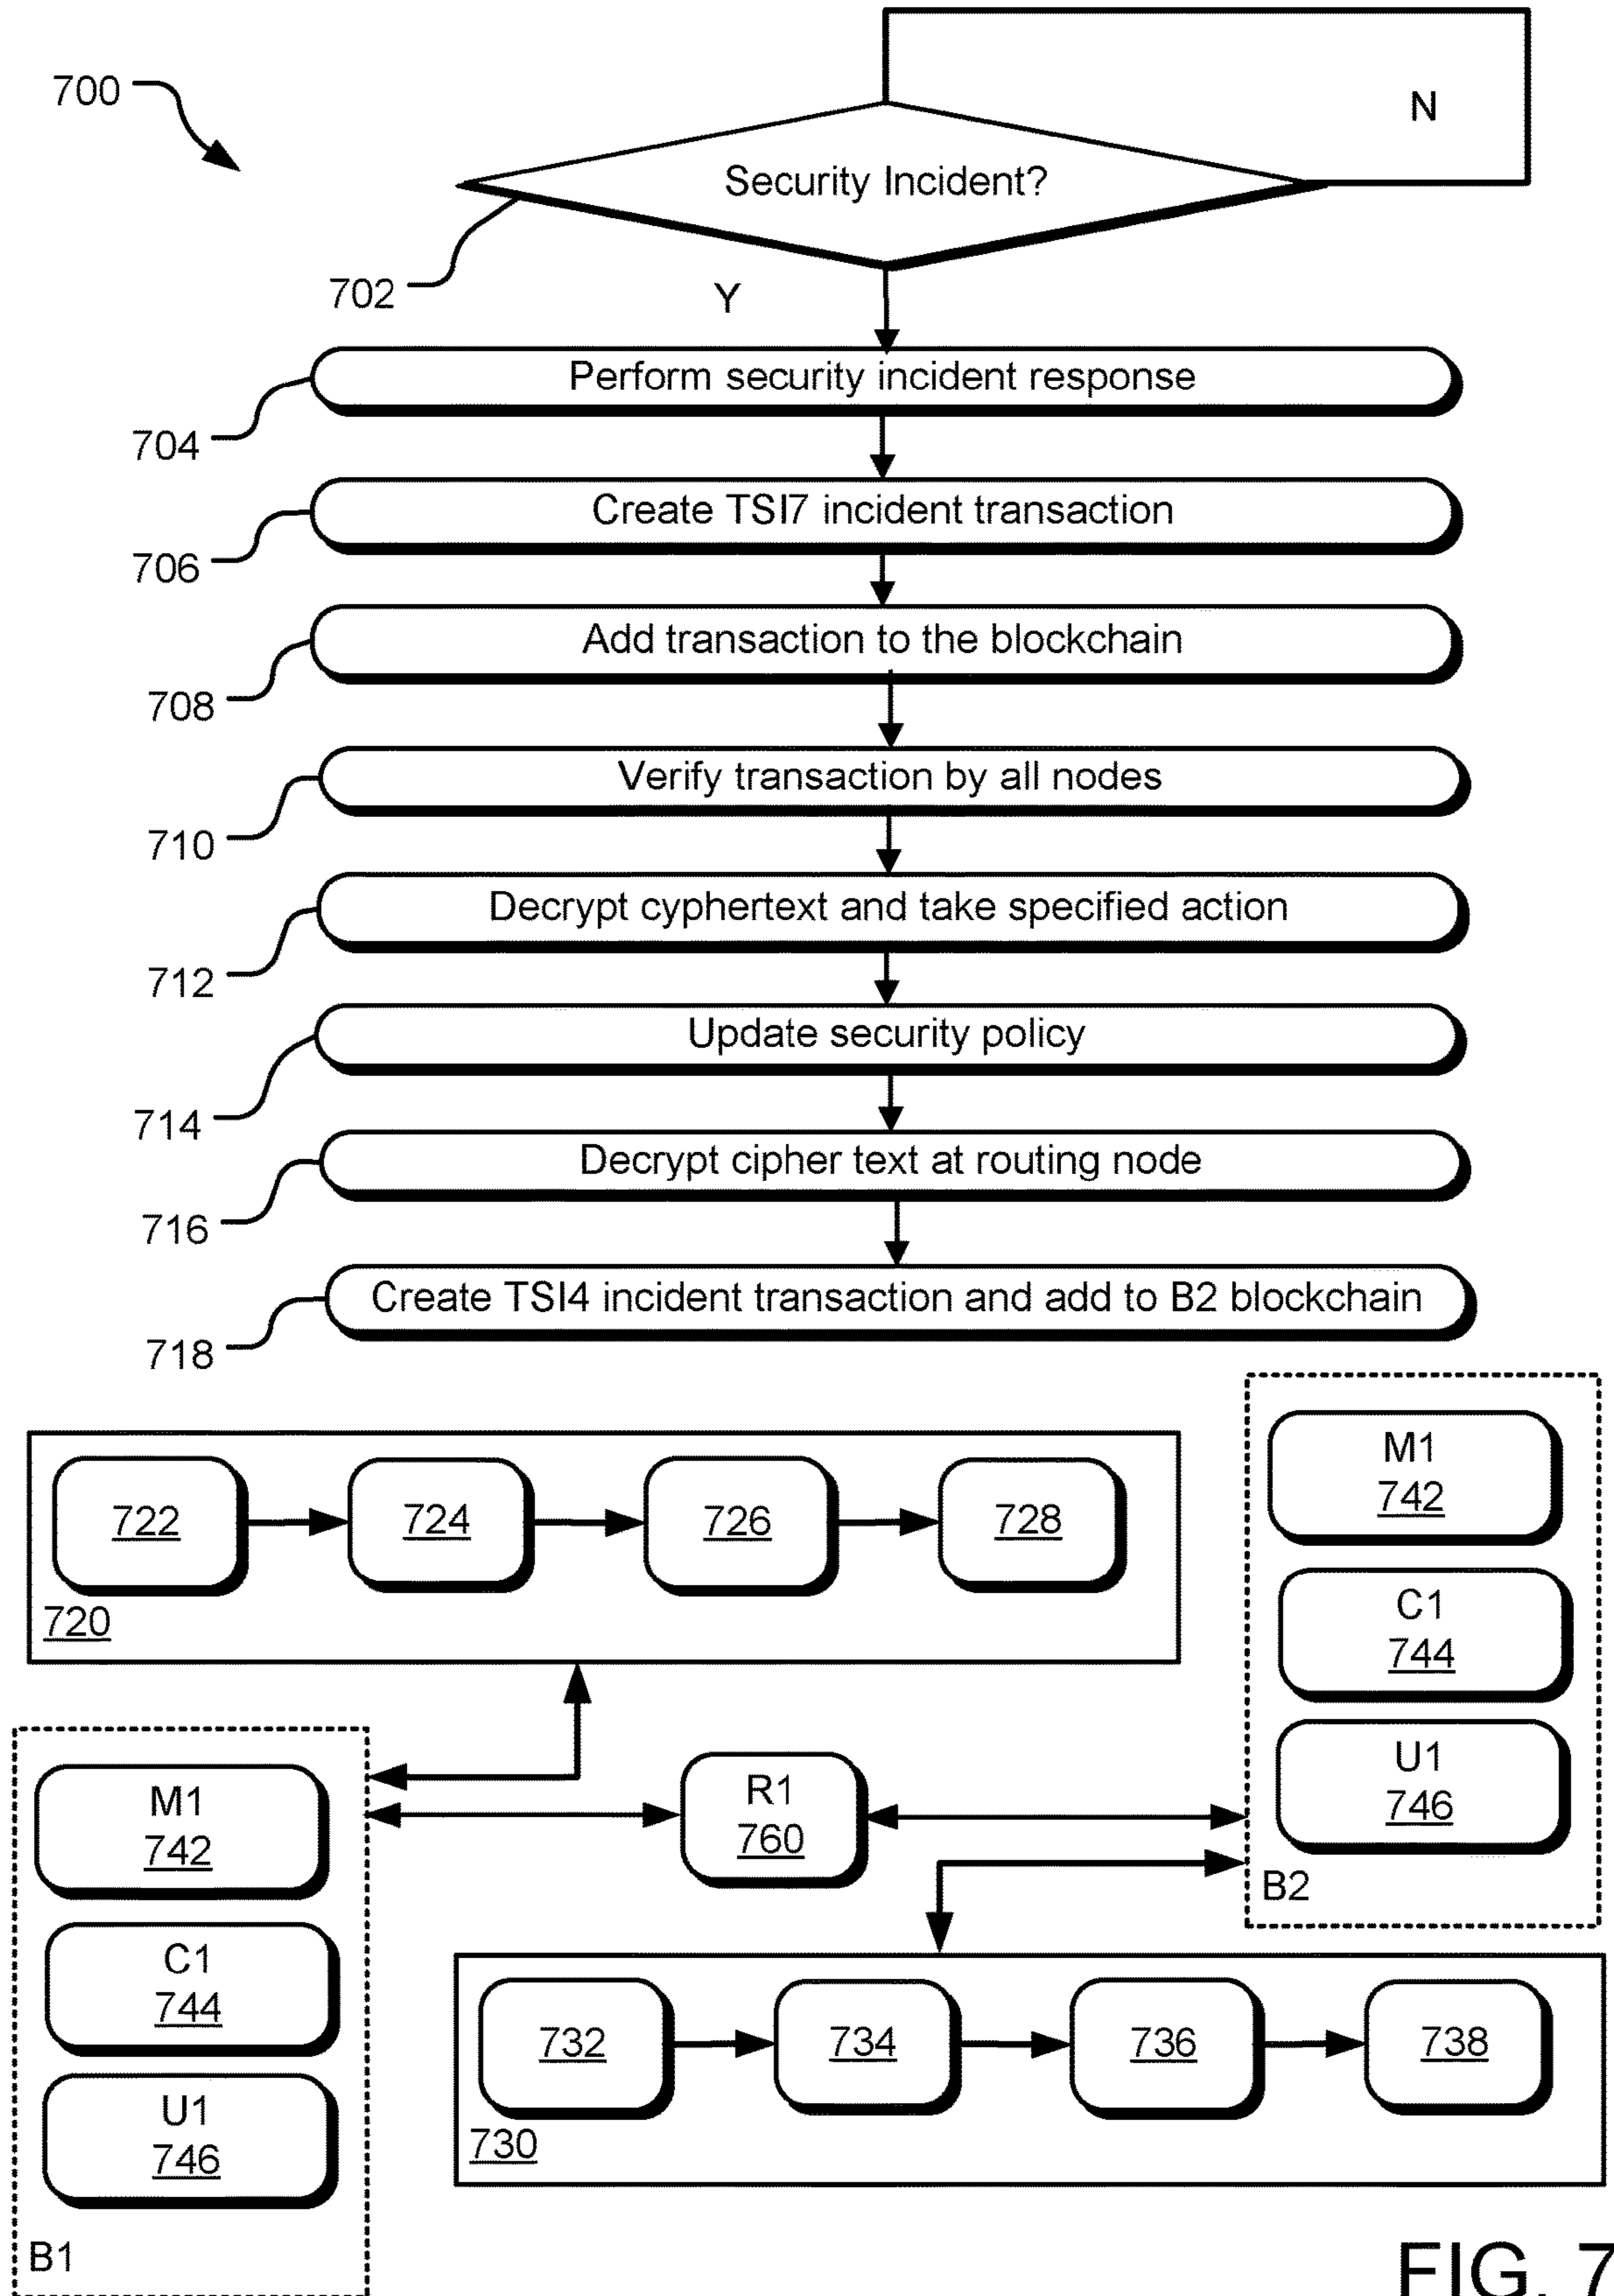 700
N
Security Incident?
702
Y
Perform security incident response
704
Create TSI7 incident transaction
706
Add transaction to the blockchain
708
Verify transaction by all nodes
710
Decrypt cyphertext and take specified action
712
Update security policy
714
Decrypt cipher text at routing node
716
Create TSI4 incident transaction and add to B2 blockchain
718
722
724
726
728
720
M1
742
C1
744
U1
746
B2
R1
760
M1
742
C1
744
U1
746
B1
732
734
736
738
730
FIG. 7